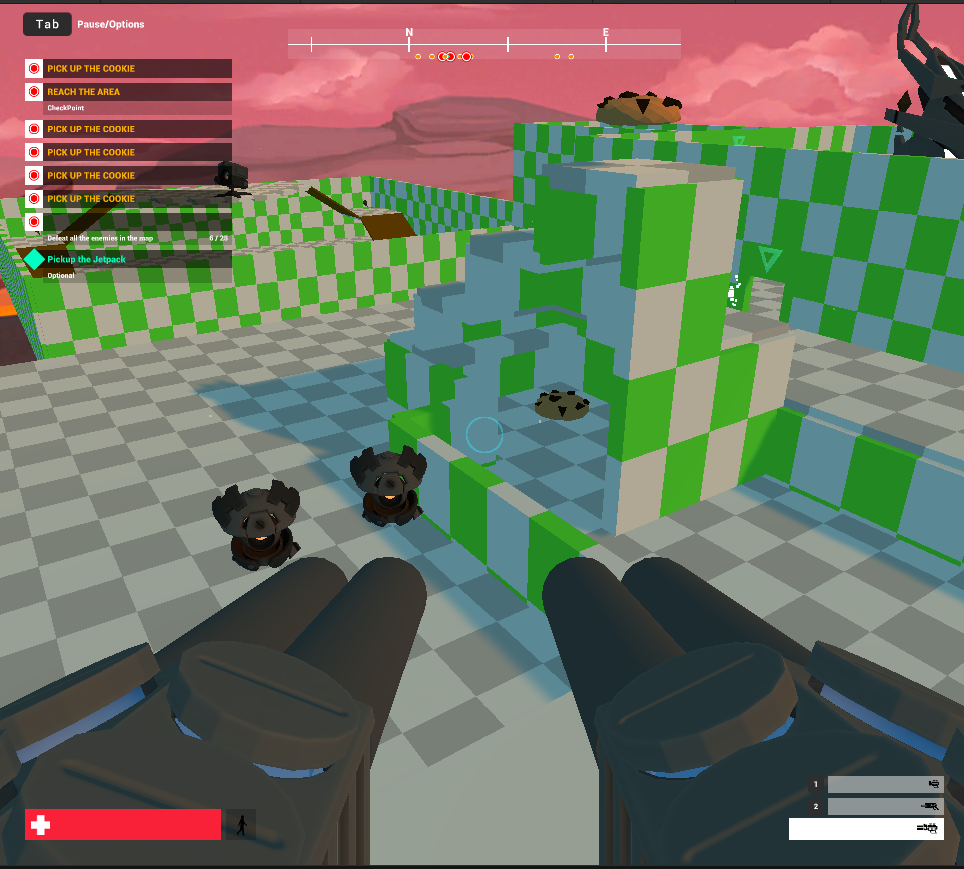 Tab Pause/Options
N E
PICK UP THE COOKIE
REACH THE AREA
CheckPoint
PICK UP THE COOKIE
PICK UP THE COOKIE
PICK UP THE COOKIE
PICK UP THE COOKIE
Defeat all the enemies in the map 6 / 25
Pickup the Jetpack
Optional
1
2